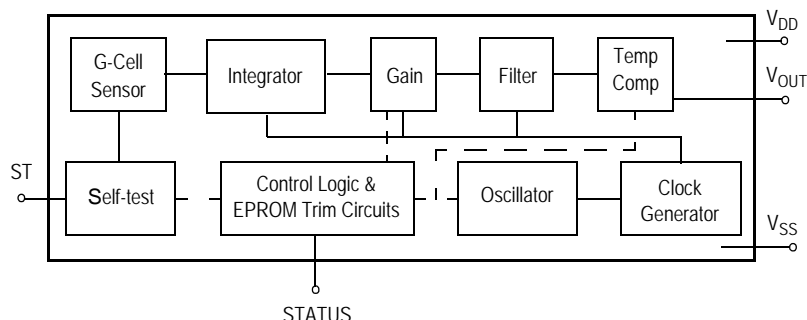 V_DD
G-Cell
Sensor
Integrator
Gain
Filter
Temp
Comp
V_OUT
ST
Self-test
Control Logic &
EPROM Trim Circuits
Oscillator
Clock
Generator
V_SS
STATUS